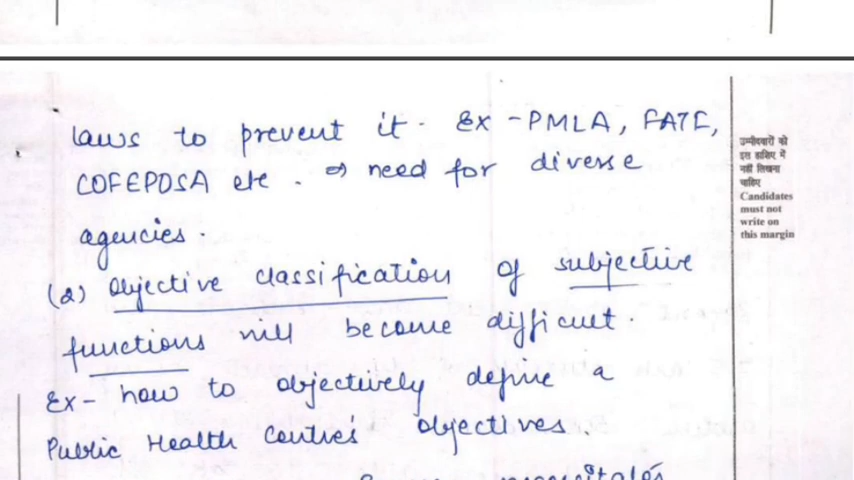 laws to prevent it. Ex - PMLA, FATF,
COFEPOSA etc. ⇒ need for diverse
agencies.
(2) Objective classification of subjective
functions will become difficult.
Ex- how to objectively define a
Public Health Centre's objectives.
उम्मीदवारों को
इस हाशिए में
नहीं लिखना
चाहिए
Candidates
must not
write on
this margin